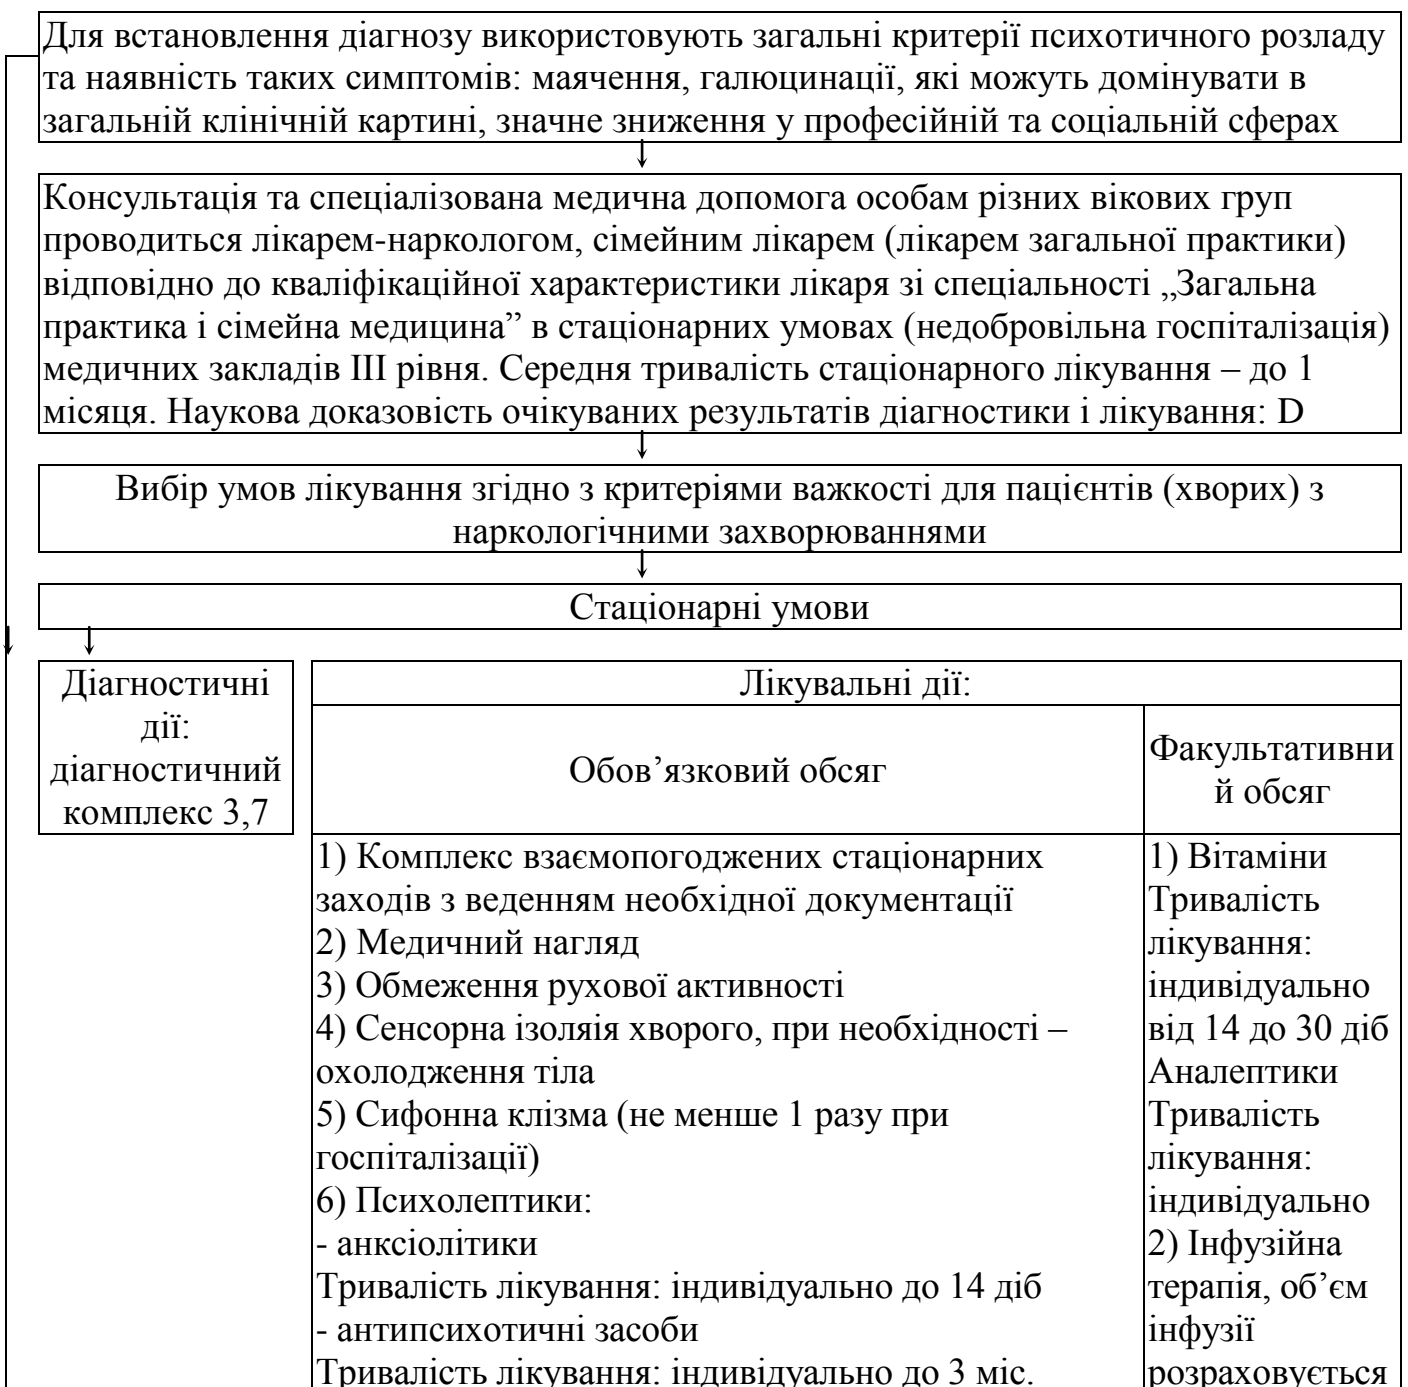 Для встановлення діагнозу використовують загальні критерії психотичного розладу
та наявність таких симптомів: маячення, галюцинації, які можуть домінувати в
загальній клінічній картині, значне зниження у професійній та соціальній сферах
Консультація та спеціалізована медична допомога особам різних вікових груп
проводиться лікарем-наркологом, сімейним лікарем (лікарем загальної практики)
відповідно до кваліфікаційної характеристики лікаря зі спеціальності „Загальна
практика і сімейна медицина” в стаціонарних умовах (недобровільна госпіталізація)
медичних закладів III рівня. Середня тривалість стаціонарного лікування – до 1
місяця. Наукова доказовість очікуваних результатів діагностики і лікування: D
Вибір умов лікування згідно з критеріями важкості для пацієнтів (хворих) з
наркологічними захворюваннями
Стаціонарні умови
Діагностичні
дії:
діагностичний
комплекс 3,7
Лікувальні дії:
Обов’язковий обсяг
Факультативни
й обсяг
1) Комплекс взаємопогоджених стаціонарних
заходів з веденням необхідної документації
2) Медичний нагляд
3) Обмеження рухової активності
4) Сенсорна ізоляія хворого, при необхідності –
охолодження тіла
5) Сифонна клізма (не менше 1 разу при
госпіталізації)
6) Психолептики:
- анксіолітики
Тривалість лікування: індивідуально до 14 діб
- антипсихотичні засоби
Тривалість лікування: індивідуально до 3 міс.
1) Вітаміни
Тривалість
лікування:
індивідуально
від 14 до 30 діб
Аналептики
Тривалість
лікування:
індивідуально
2) Інфузійна
терапія, об’єм
інфузії
розраховується